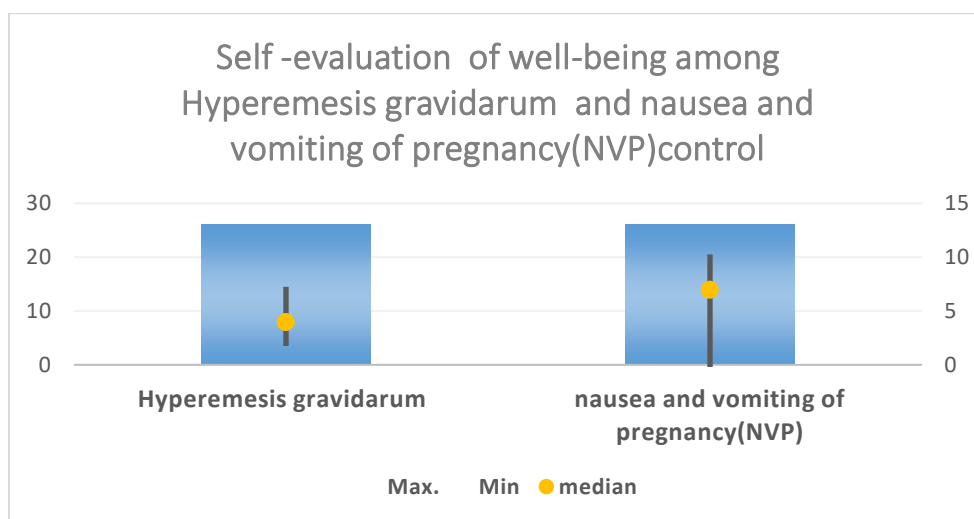 Self -evaluation of well-being among
Hyperemesis gravidarum and nausea and
vomiting of pregnancy(NVP)control
30
20
10
0
15
10
5
0
Hyperemesis gravidarum
nausea and vomiting of
pregnancy(NVP)
Max. Min median